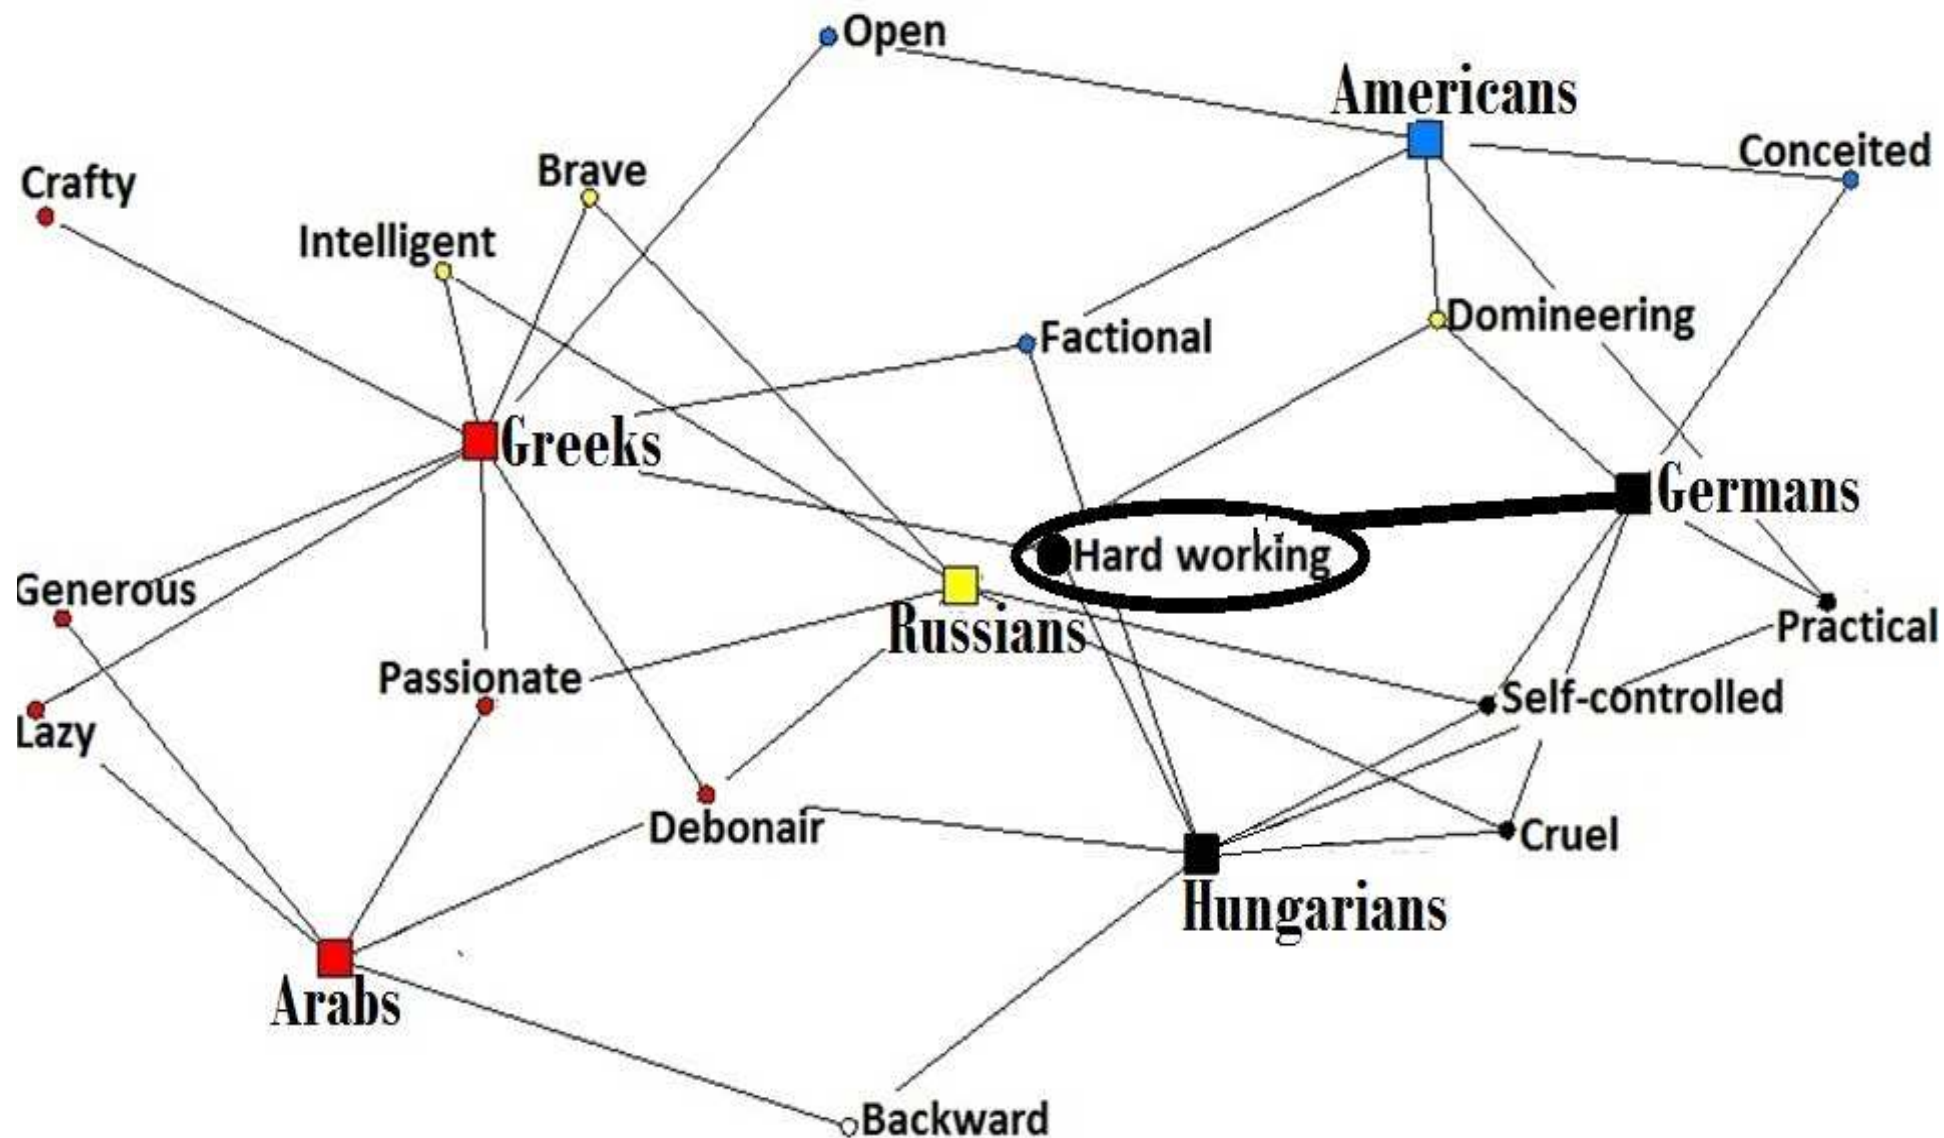 Open
Americans
Conceited
Brave
Crafty
Intelligent
Domineering
Factional
Greeks
Germans
Hard working
Generous
Russians
Practical
Passionate
Self-controlled
Lazy
Debonair
Cruel
Hungarians
Arabs
Backward